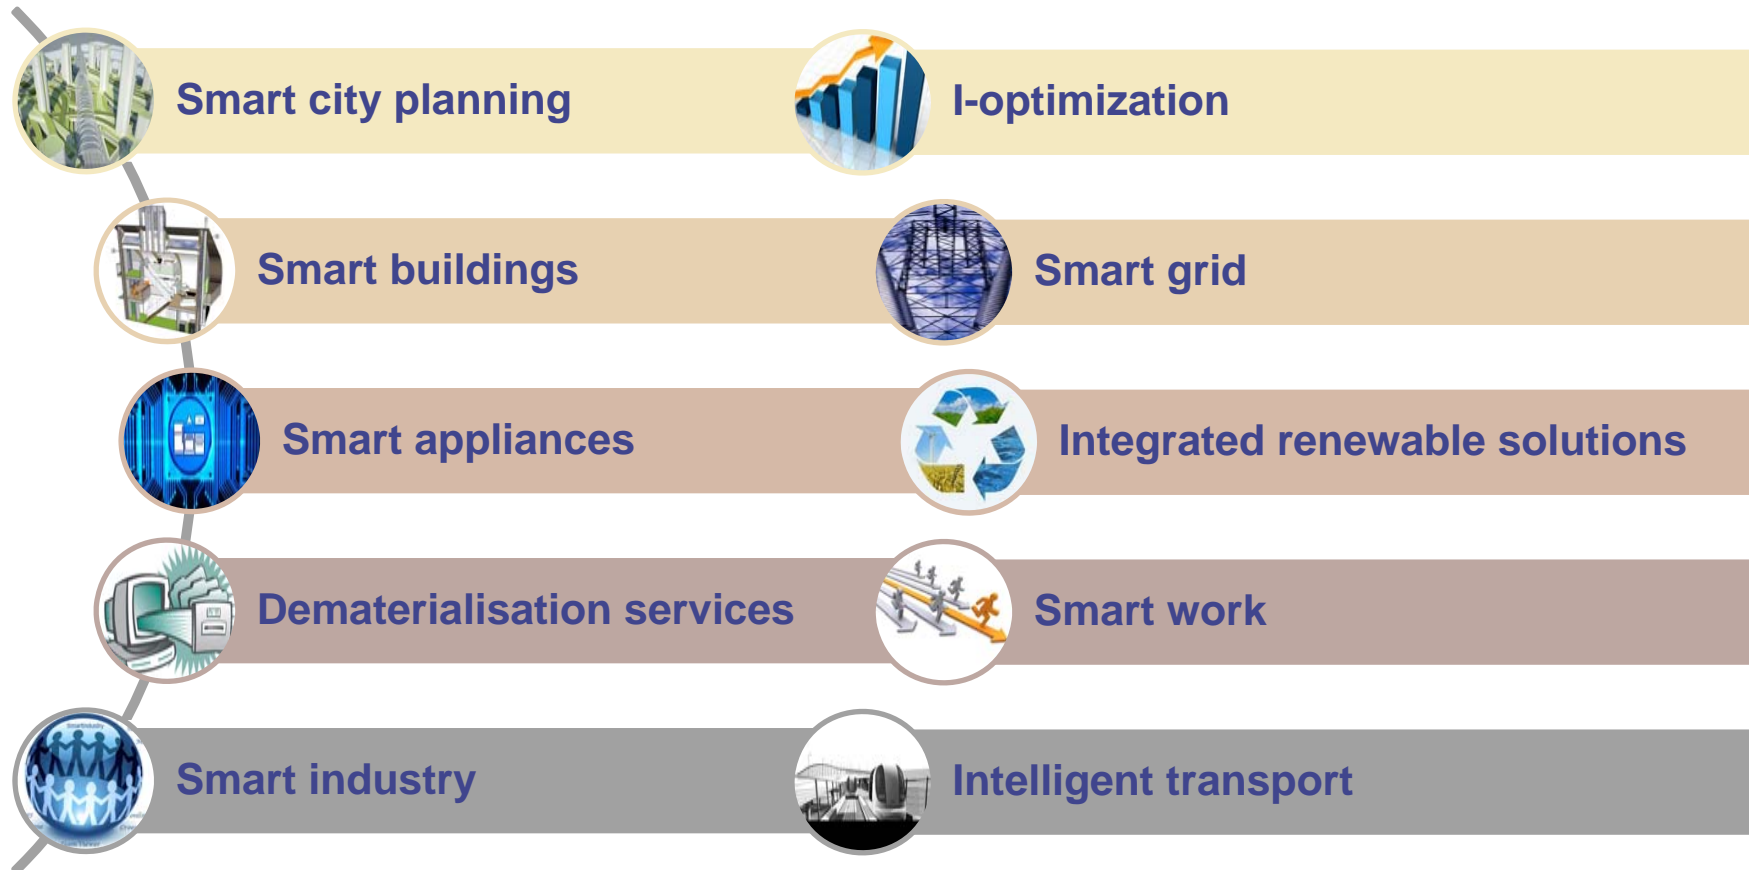 Smart city planning
I-optimization
Smart buildings
Smart grid
Smart appliances
Integrated renewable solutions
Dematerialisation services
Smart work
Smart industry
Intelligent transport